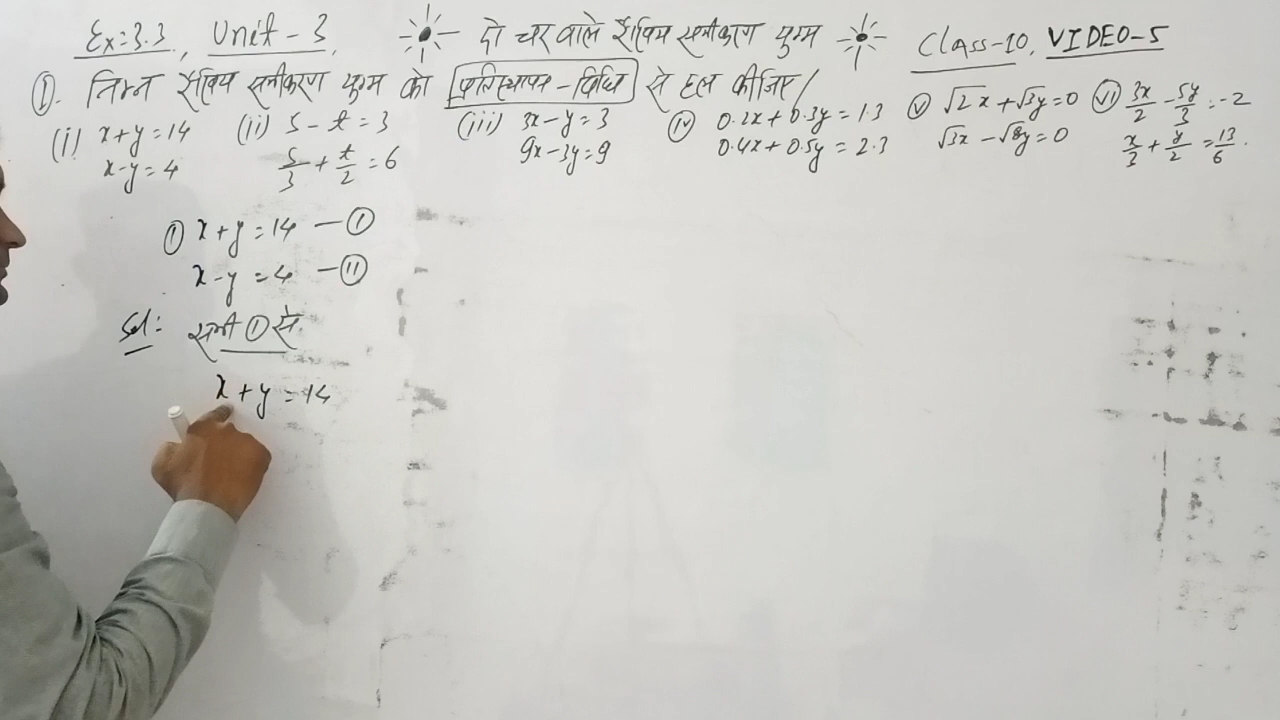 Ex=3.3, Unit-3, दो चर वाले रैखिक समीकरण युग्म Class-10, VIDEO-5
①. निम्न रैखिक समीकरण युग्म को प्रतिस्थापन-विधि से हल कीजिए/
(i) x+y=14 (ii) s-t=3 (iii) 3x-y=3 (iv) 0.2x+0.3y=1.3 (v) √2x+√3y=0 (vi) 3x/2 - 5y/3 = -2
x-y=4 s/3 + t/2 = 6 9x-3y=9 0.4x+0.5y=2.3 √3x-√8y=0 x/3 + y/2 = 13/6.
① x+y=14 —①
x-y=4 —⑪
Sol: समी ① से
x+y=14